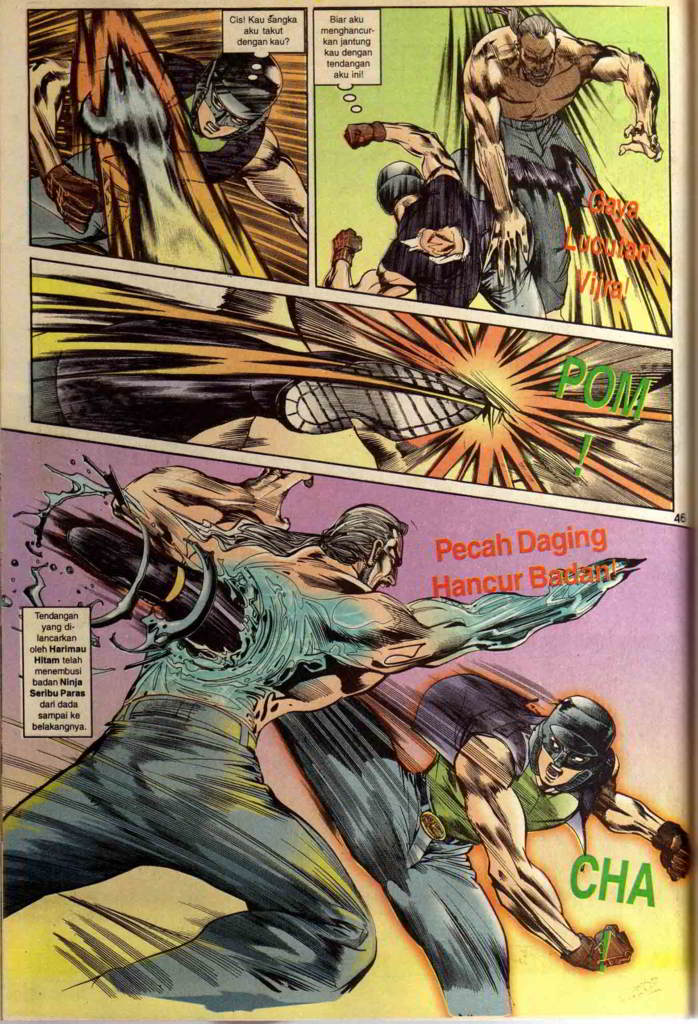 Cis! Kau sangka
aku takut
dengan kau?
Biar aku
menghancur-
kan jantung
kau dengan
tendangan
aku ini!
Gaya
Lucutan
Vijra!
POM
!
46
Pecah Daging
Hancur Badan!
Tendangan
yang di-
lancarkan
oleh Harimau
Hitam telah
menembusi
badan Ninja
Seribu Paras
dari dada
sampai ke
belakangnya.
CHA
!